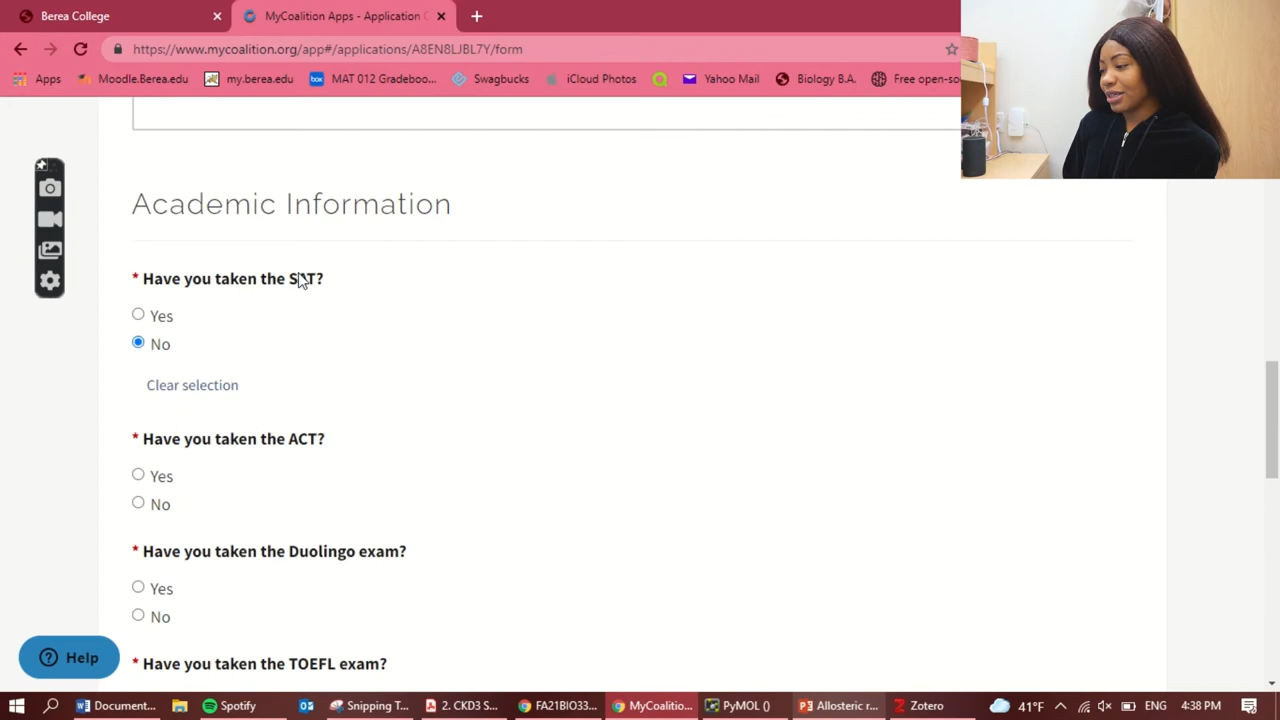 Berea College
MyCoalition Apps - Application C
https://www.mycoalition.org/app#/applications/A8EN8LJBL7Y/form
Apps
Moodle.Berea.edu
my.berea.edu
box
MAT 012 Gradeboo...
Swagbucks
iCloud Photos
Yahoo Mail
Biology B.A.
Free open-so
Academic Information
* Have you taken the SAT?
Yes
No
Clear selection
* Have you taken the ACT?
Yes
No
* Have you taken the Duolingo exam?
Yes
No
* Have you taken the TOEFL exam?
Help
Document...
Spotify
Snipping T...
2. CKD3 S...
FA21BIO33...
MyCoalitio...
PyMOL ()
Allosteric r...
Zotero
41°F
ENG
4:38 PM